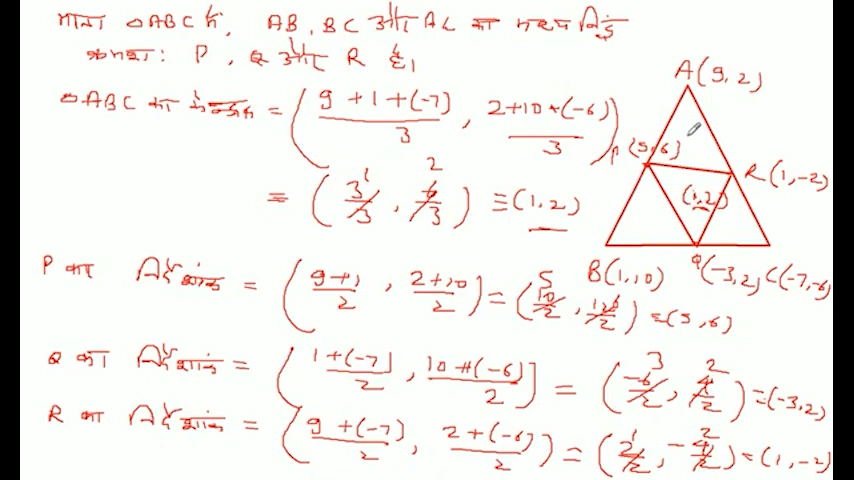 माना △ABC में, AB, BC और AC का मध्य बिंदु
क्रमशः P, Q और R है।
△ABC का केन्द्रक = ( 9+1+(-7)/3 , 2+10+(-6)/3 )
= ( 3/3 , 6/3 ) ≡ (1,2)
P का निर्देशांक = ( 9+1/2 , 2+10/2 ) = ( 10/2 , 12/2 ) = (5,6)
Q का निर्देशांक = ( 1+(-7)/2 , 10+(-6)/2 ] = ( -6/2 , 4/2 ) = (-3,2)
R का निर्देशांक = ( 9+(-7)/2 , 2+(-6)/2 ) = ( 2/2 , -4/2 ) = (1,-2)
A(9,2)
P(5,6)
R(1,-2)
(1,2)
B(1,10)
Q(-3,2)
C(-7,-6)